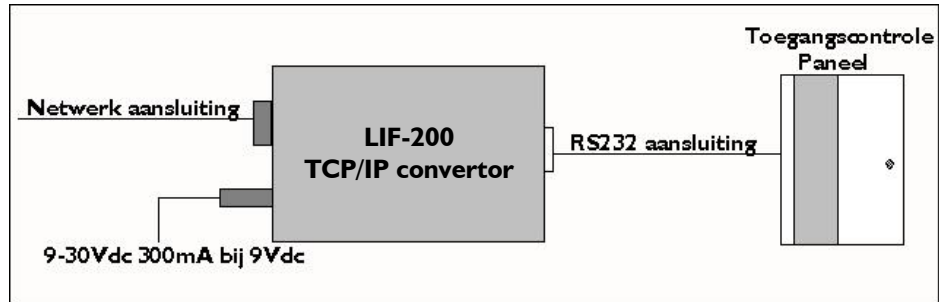 Toegangscontrole
Paneel
Netwerk aansluiting
LIF-200
TCP/IP convertor
RS232 aansluiting
9-30Vdc 300mA bij 9Vdc